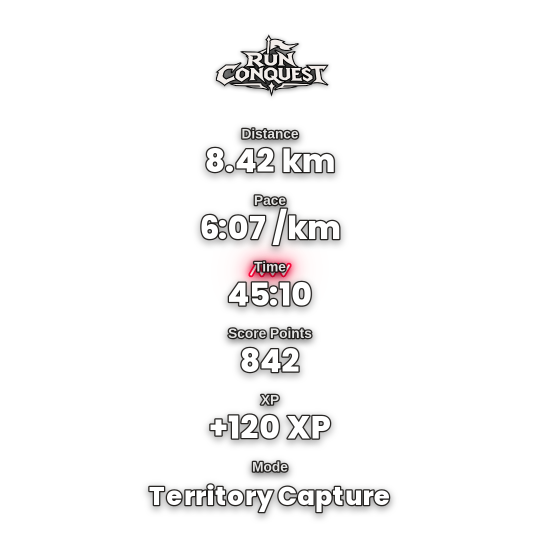 RUN
CONQUEST
Distance
8.42 km
Pace
6:07 /km
Time
45:10
Score Points
842
XP
+120 XP
Mode
Territory Capture